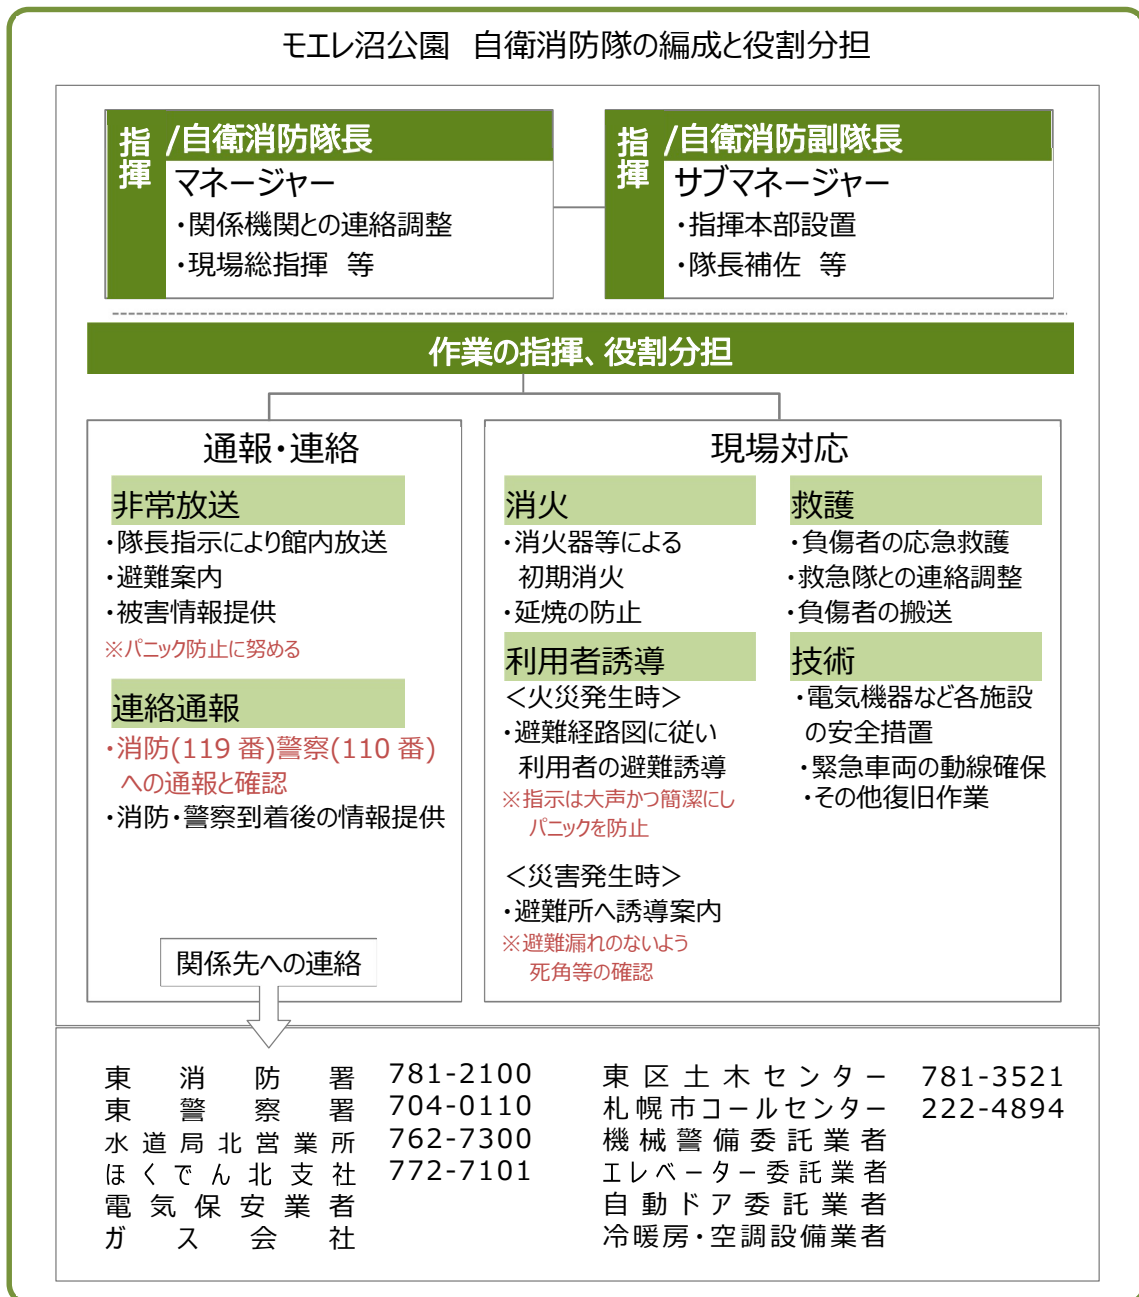 モエレ沼公園　自衛消防隊の編成と役割分担
指揮
/自衛消防隊長
マネージャー
・関係機関との連絡調整
・現場総指揮　等
指揮
/自衛消防副隊長
サブマネージャー
・指揮本部設置
・隊長補佐　等
作業の指揮、役割分担
通報・連絡
非常放送
・隊長指示により館内放送
・避難案内
・被害情報提供
※パニック防止に努める
連絡通報
・消防(119 番)警察(110 番)
への通報と確認
・消防・警察到着後の情報提供
関係先への連絡
現場対応
消火
・消火器等による
初期消火
・延焼の防止
救護
・負傷者の応急救護
・救急隊との連絡調整
・負傷者の搬送
利用者誘導
＜火災発生時＞
・避難経路図に従い
利用者の避難誘導
※指示は大声かつ簡潔にし
パニックを防止
＜災害発生時＞
・避難所へ誘導案内
※避難漏れのないよう
死角等の確認
技術
・電気機器など各施設
の安全措置
・緊急車両の動線確保
・その他復旧作業
東消防署 781-2100
東警察署 704-0110
水道局北営業所 762-7300
ほくでん北支社 772-7101
電気保安業者
ガス会社
東区土木センター 781-3521
札幌市コールセンター 222-4894
機械警備委託業者
エレベーター委託業者
自動ドア委託業者
冷暖房・空調設備業者